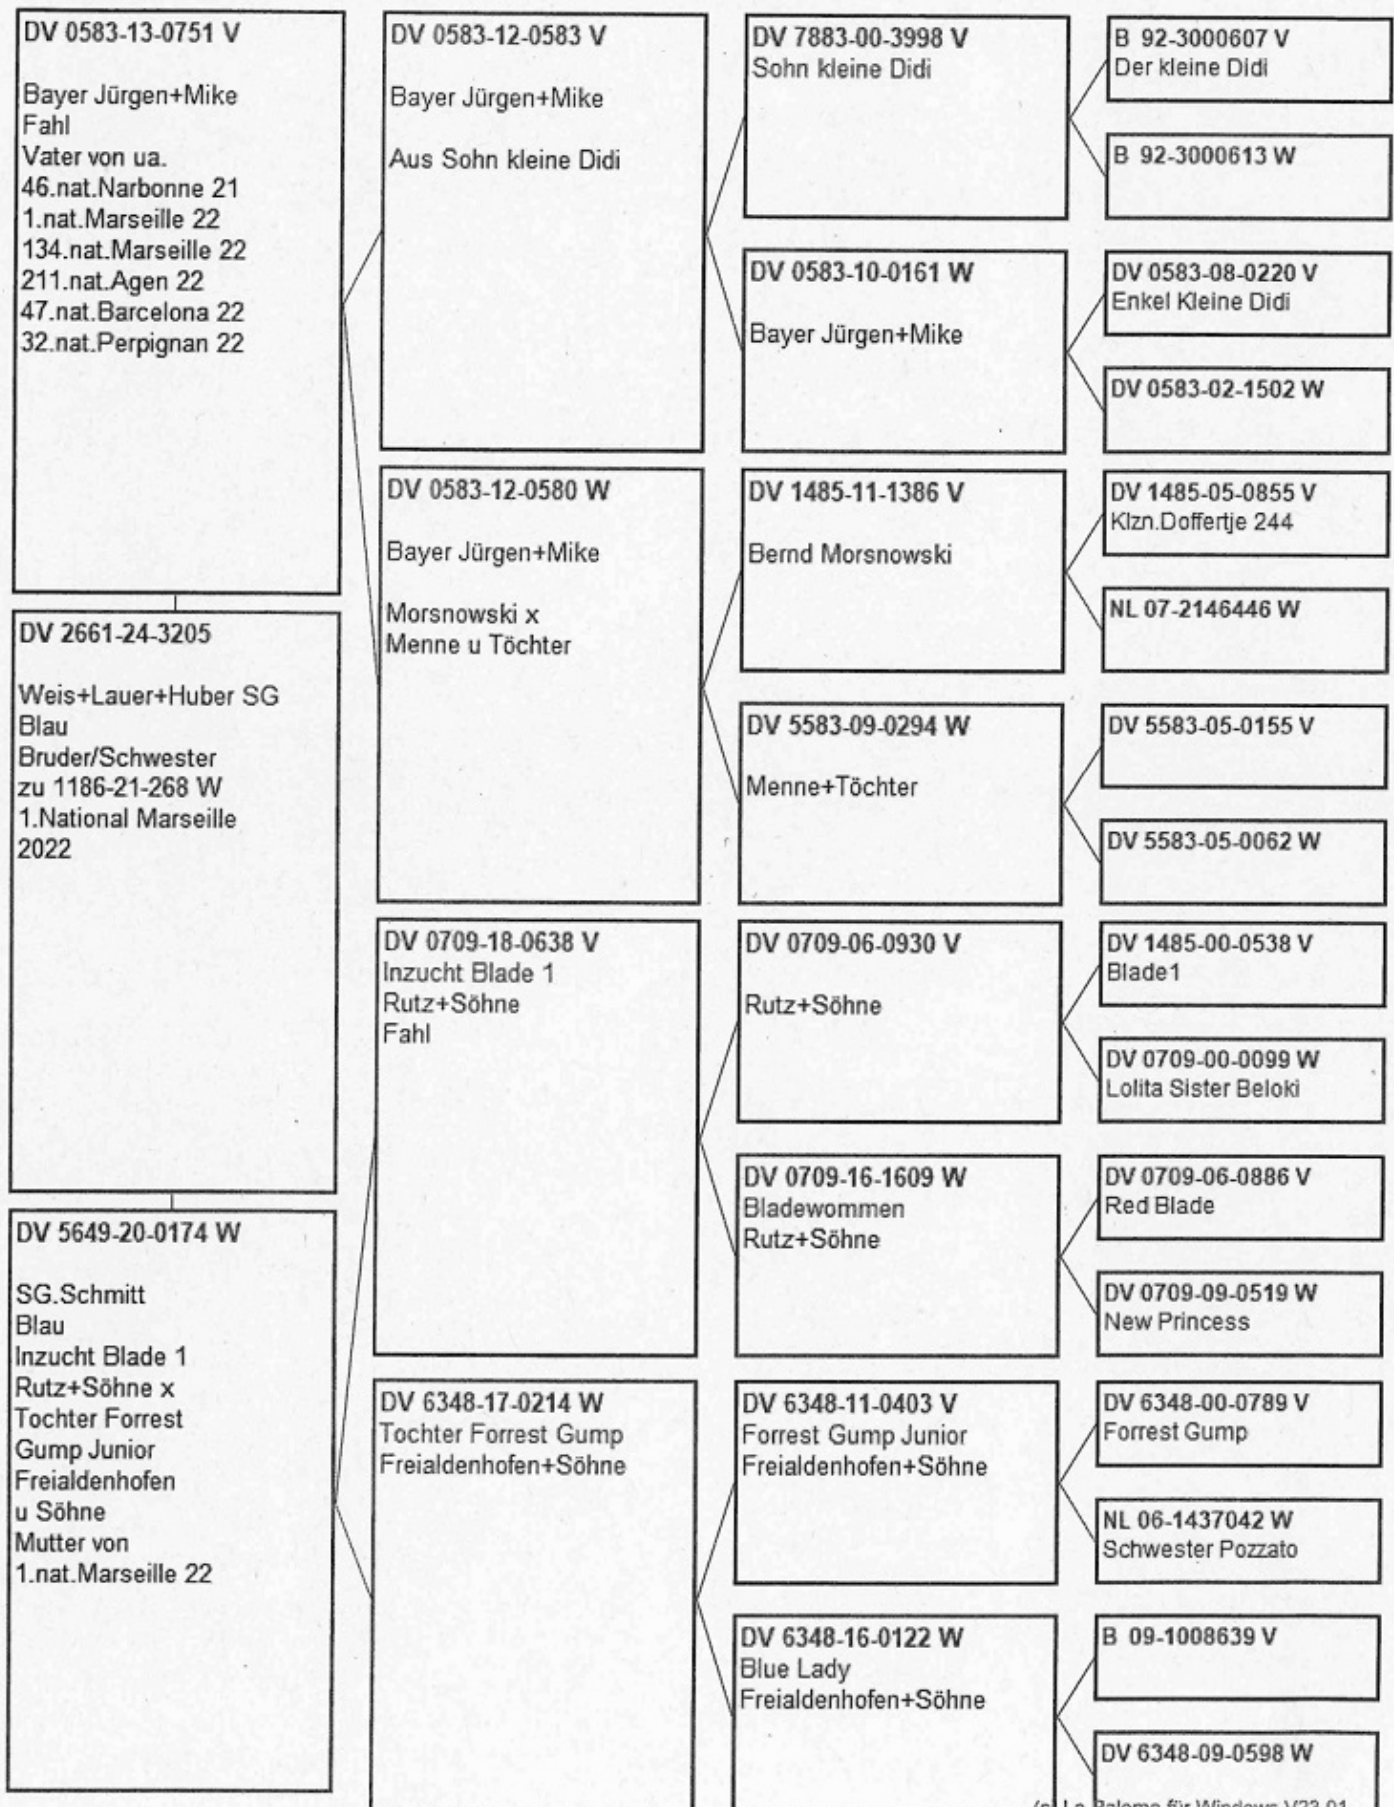 DV 0583-13-0751 V
Bayer Jürgen+Mike
Fahl
Vater von ua.
46.nat.Narbonne 21
1.nat.Marseille 22
134.nat.Marseille 22
211.nat.Agen 22
47.nat.Barcelona 22
32.nat.Perpignan 22
DV 2661-24-3205
Weis+Lauer+Huber SG
Blau
Bruder/Schwester
zu 1186-21-268 W
1.National Marseille
2022
DV 5649-20-0174 W
SG.Schmitt
Blau
Inzucht Blade 1
Rutz+Söhne x
Tochter Forrest
Gump Junior
Freialdenhofen
u Söhne
Mutter von
1.nat.Marseille 22
DV 0583-12-0583 V
Bayer Jürgen+Mike
Aus Sohn kleine Didi
DV 0583-12-0580 W
Bayer Jürgen+Mike
Morsnowski x
Menne u Töchter
DV 0709-18-0638 V
Inzucht Blade 1
Rutz+Söhne
Fahl
DV 6348-17-0214 W
Tochter Forrest Gump
Freialdenhofen+Söhne
DV 7883-00-3998 V
Sohn kleine Didi
DV 0583-10-0161 W
Bayer Jürgen+Mike
DV 1485-11-1386 V
Bernd Morsnowski
DV 5583-09-0294 W
Menne+Töchter
DV 0709-06-0930 V
Rutz+Söhne
DV 0709-16-1609 W
Bladewommen
Rutz+Söhne
DV 6348-11-0403 V
Forrest Gump Junior
Freialdenhofen+Söhne
DV 6348-16-0122 W
Blue Lady
Freialdenhofen+Söhne
B 92-3000607 V
Der kleine Didi
B 92-3000613 W
DV 0583-08-0220 V
Enkel Kleine Didi
DV 0583-02-1502 W
DV 1485-05-0855 V
Klzn.Doffertje 244
NL 07-2146446 W
DV 5583-05-0155 V
DV 5583-05-0062 W
DV 1485-00-0538 V
Blade1
DV 0709-00-0099 W
Lolita Sister Beloki
DV 0709-06-0886 V
Red Blade
DV 0709-09-0519 W
New Princess
DV 6348-00-0789 V
Forrest Gump
NL 06-1437042 W
Schwester Pozzato
B 09-1008639 V
DV 6348-09-0598 W
für Windows